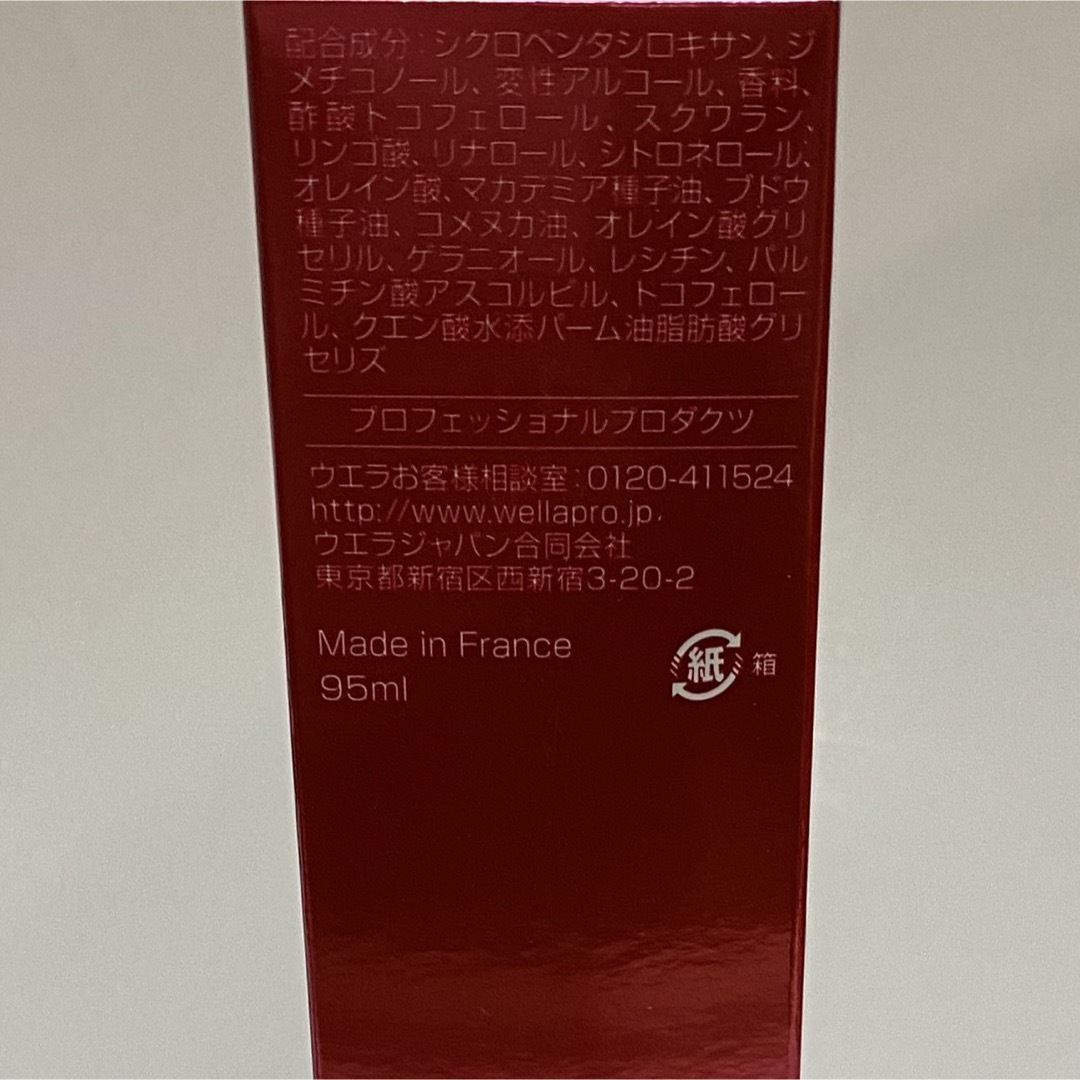 配合成分：シクロペンタシロキサン、ジ
メチコノール、変性アルコール、香料、
酢酸トコフェロール、スクワラン、
リンゴ酸、リナロール、シトロネロール、
オレイン酸、マカデミア種子油、ブドウ
種子油、コメヌカ油、オレイン酸グリ
セリル、ゲラニオール、レシチン、パル
ミチン酸アスコルビル、トコフェロー
ル、クエン酸水添パーム油脂肪酸グリ
セリズ
プロフェッショナルプロダクツ
ウエラお客様相談室：0120-411524
http://www.wellapro.jp.
ウエラジャパン合同会社
東京都新宿区西新宿3-20-2
Made in France
95ml
紙 箱